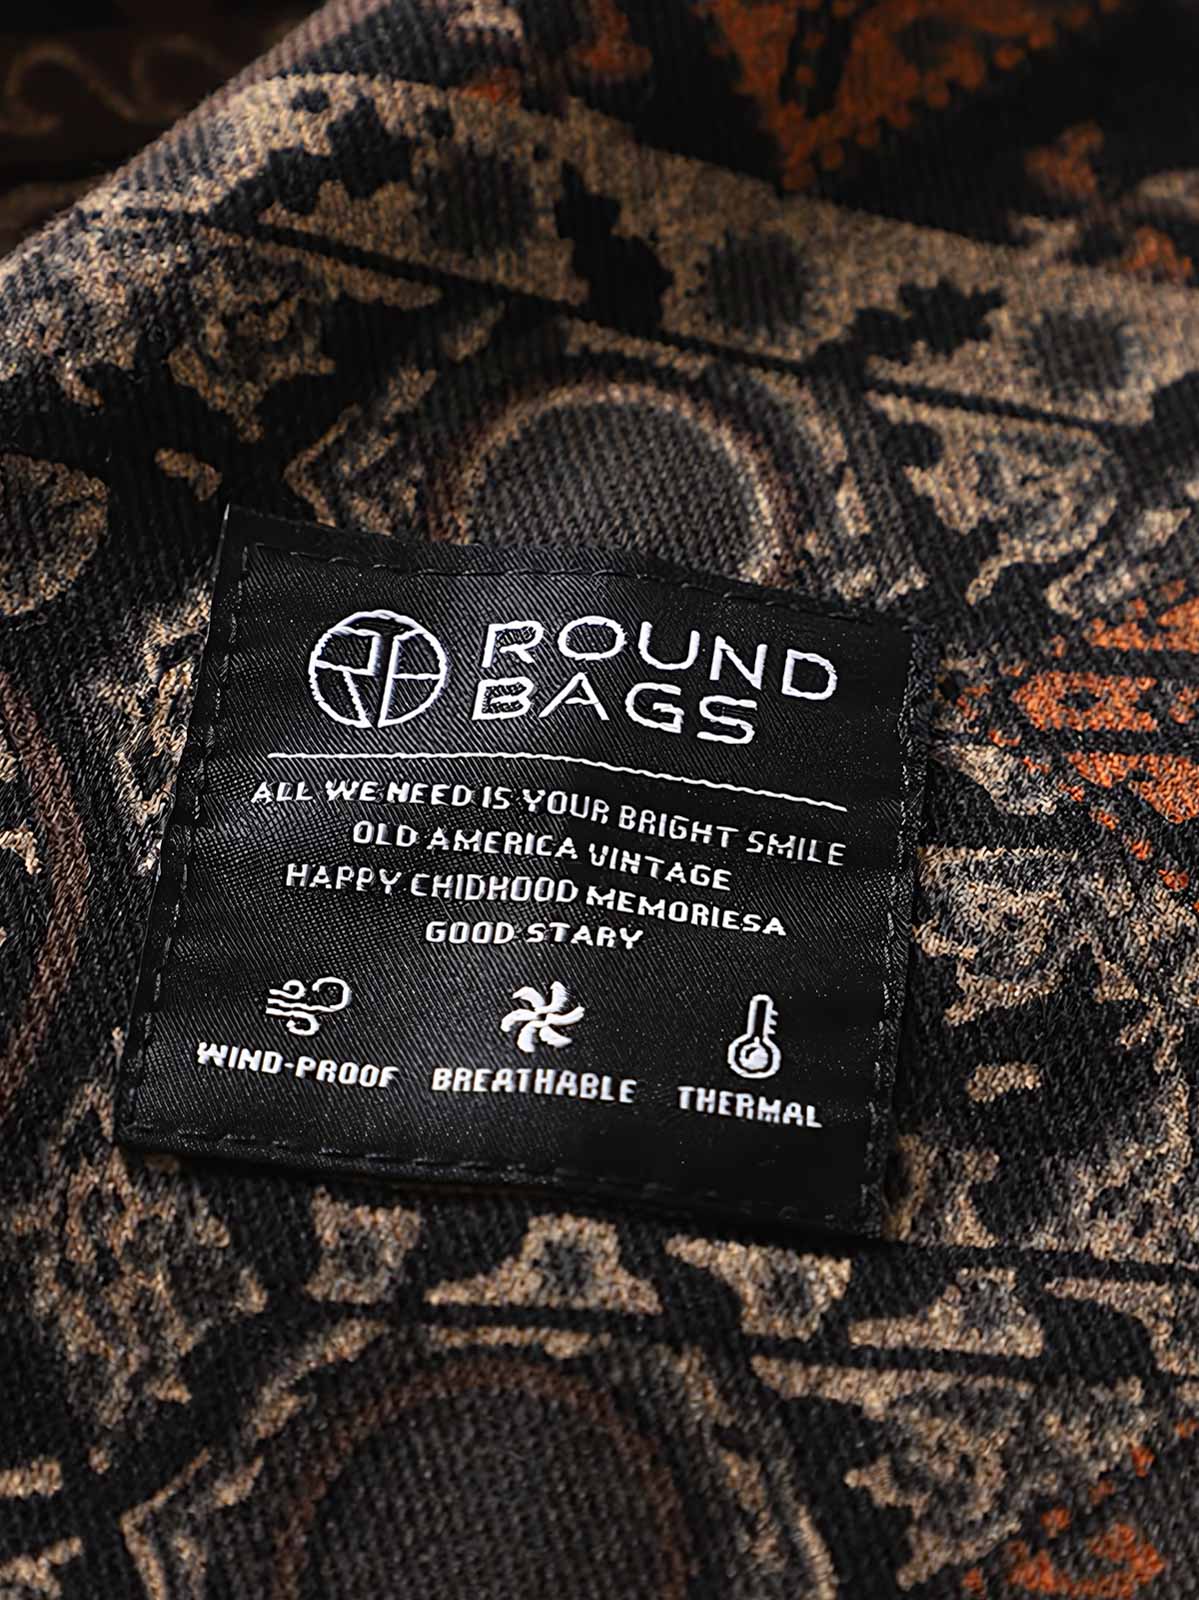 ROUND
BAGS
ALL WE NEED IS YOUR BRIGHT SMILE
OLD AMERICA VINTAGE
HAPPY CHIDHOOD MEMORIESA
GOOD STARY
WIND-PROOF BREATHABLE THERMAL